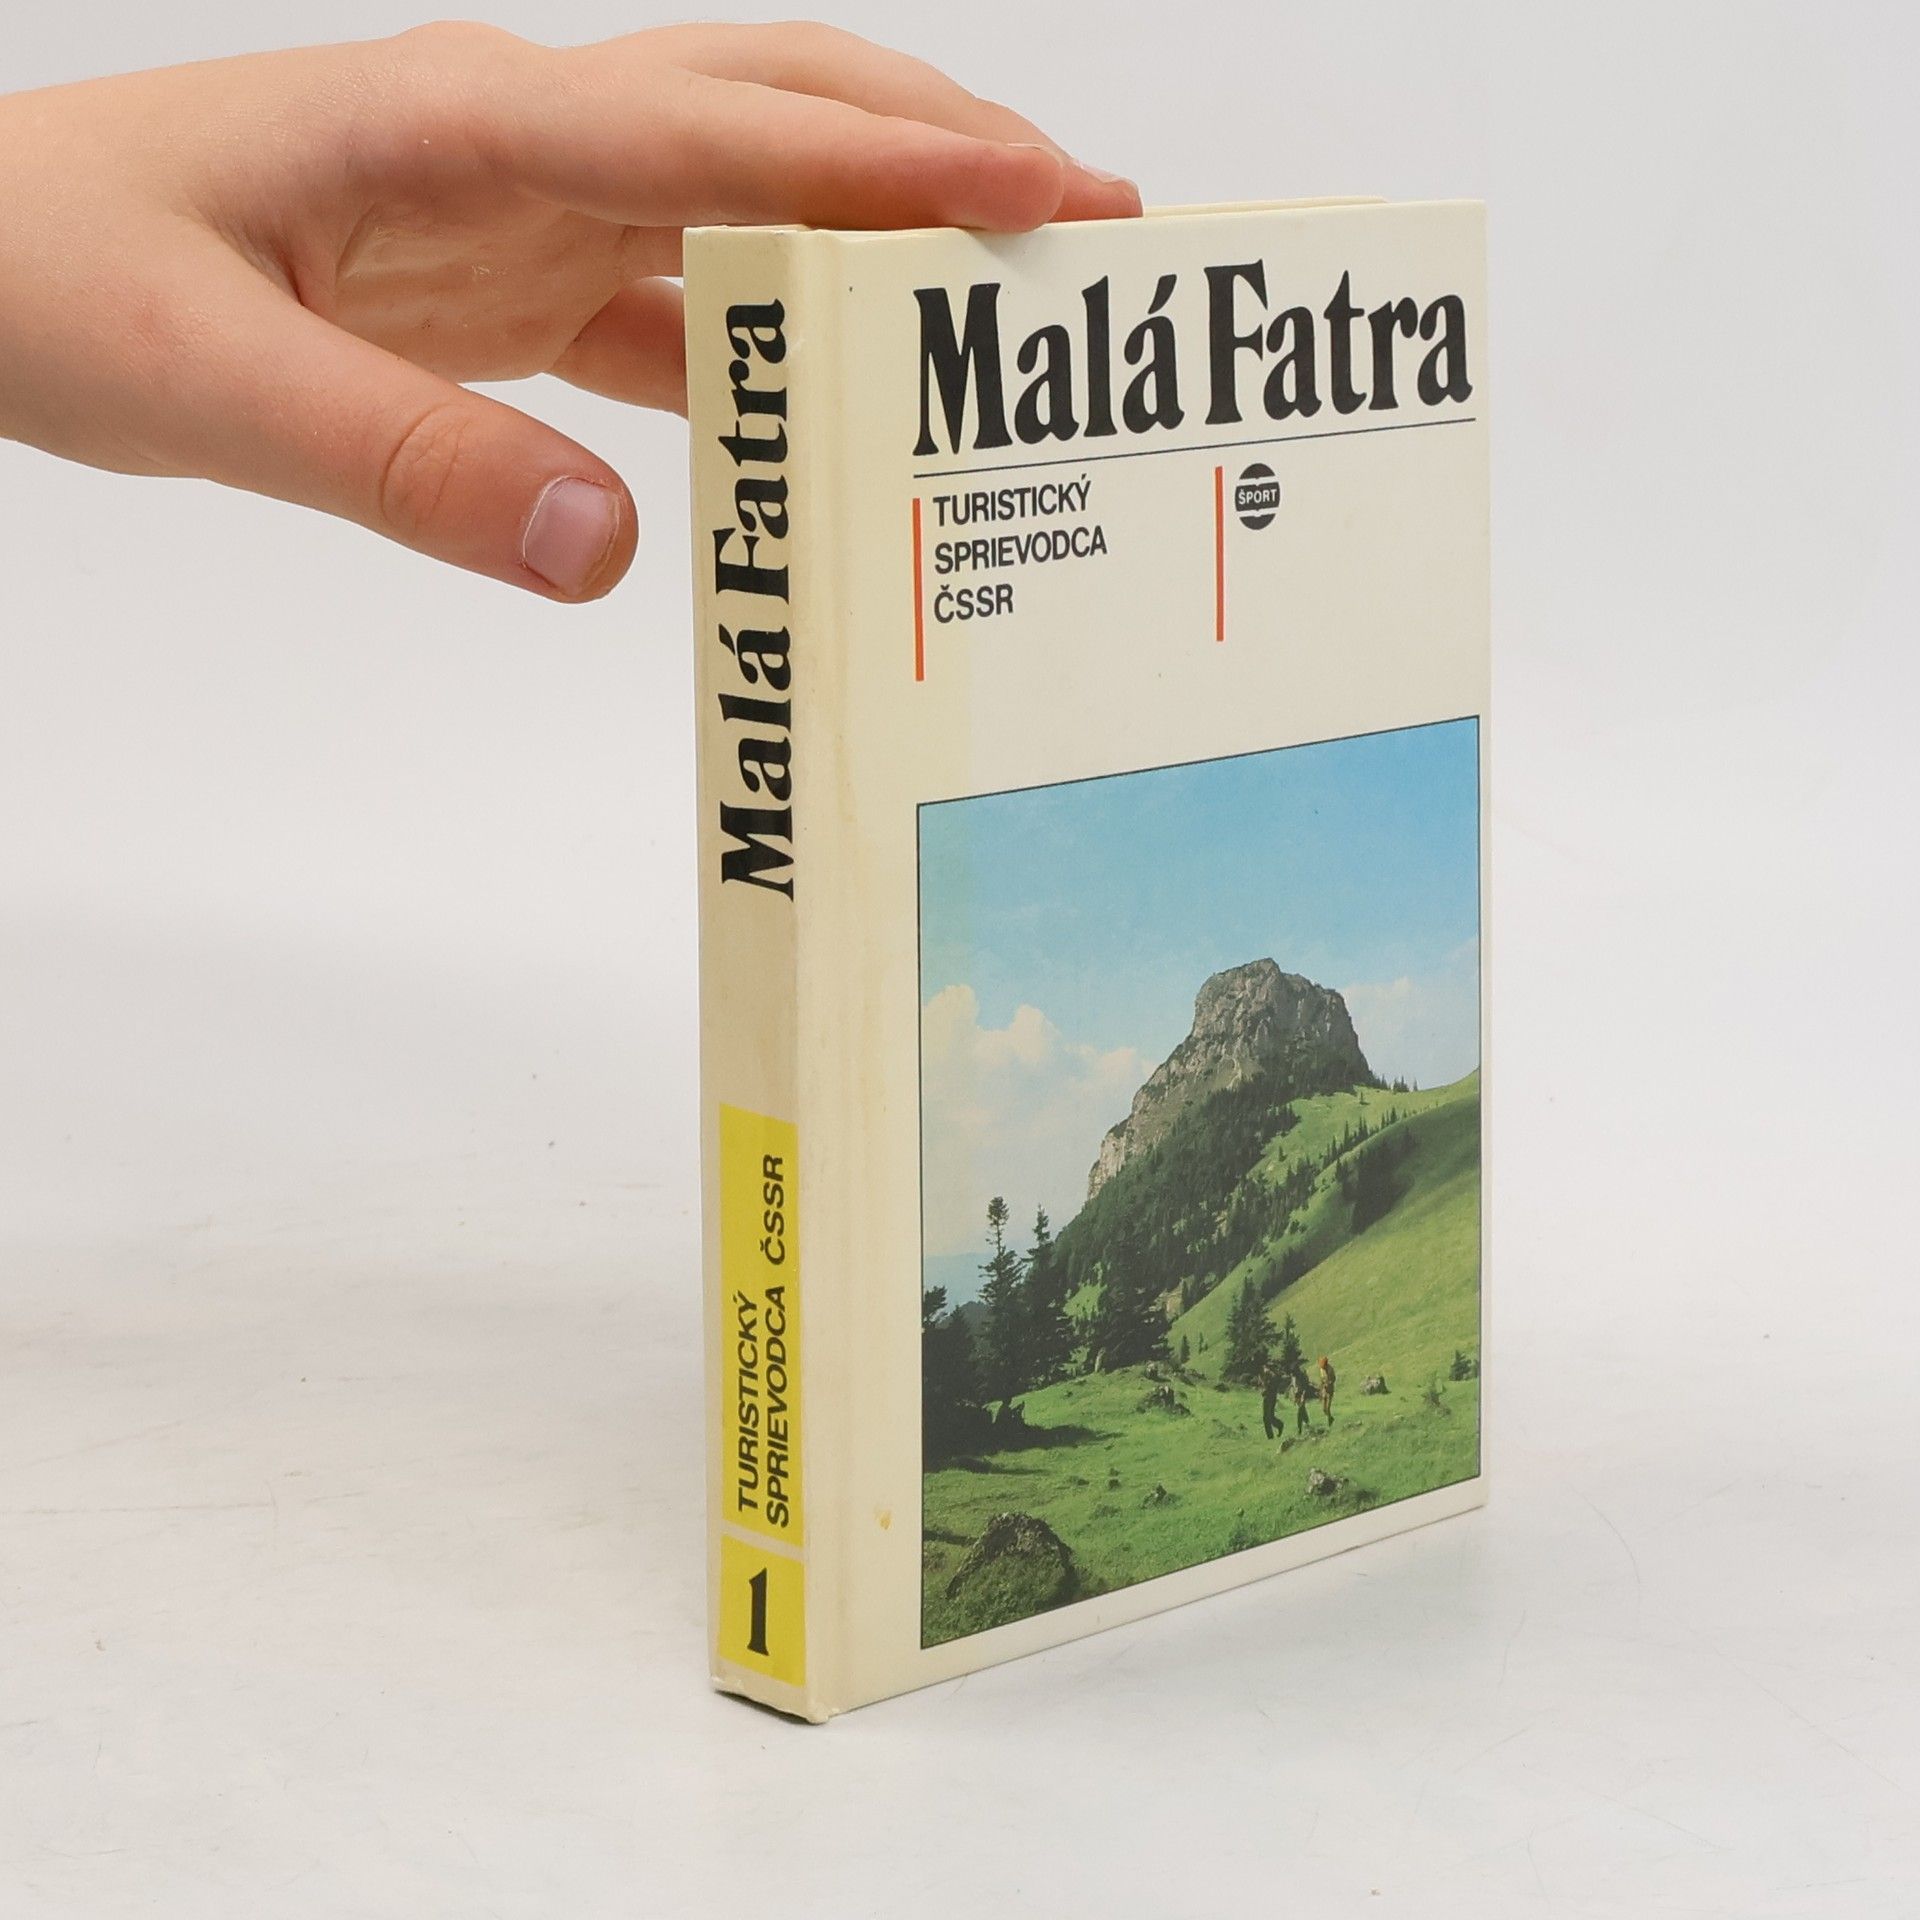 Malá Fatra
TURISTICKÝ
SPRIEVODCA
ČSSR
ŠPORT
Malá Fatra
TURISTICKÝ
SPRIEVODCA ČSSR
1